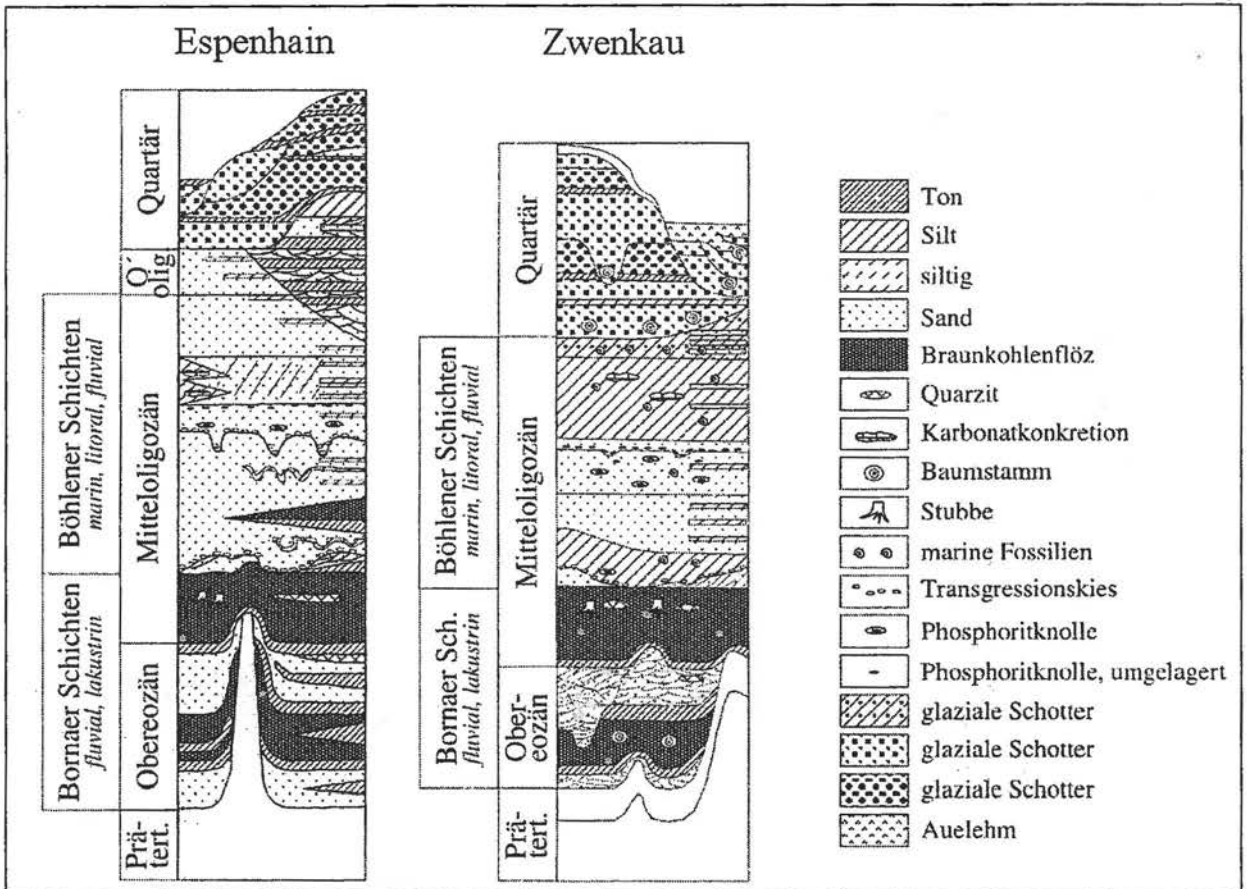 Espenhain
Quartär
O´
olig
Mitteloligozän
Obereozän
Prä-
tert.
Böhlener Schichten
marin, litoral, fluvial
Bornaer Schichten
fluvial, lakustrin
Zwenkau
Quartär
Mitteloligozän
Ober-
eozän
Prä-
tert.
Böhlener Schichten
marin, litoral, fluvial
Bornaer Sch.
fluvial, lakustrin
Ton
Silt
siltig
Sand
Braunkohlenflöz
Quarzit
Karbonatkonkretion
Baumstamm
Stubbe
marine Fossilien
Transgressionskies
Phosphoritknolle
Phosphoritknolle, umgelagert
glaziale Schotter
glaziale Schotter
glaziale Schotter
Auelehm